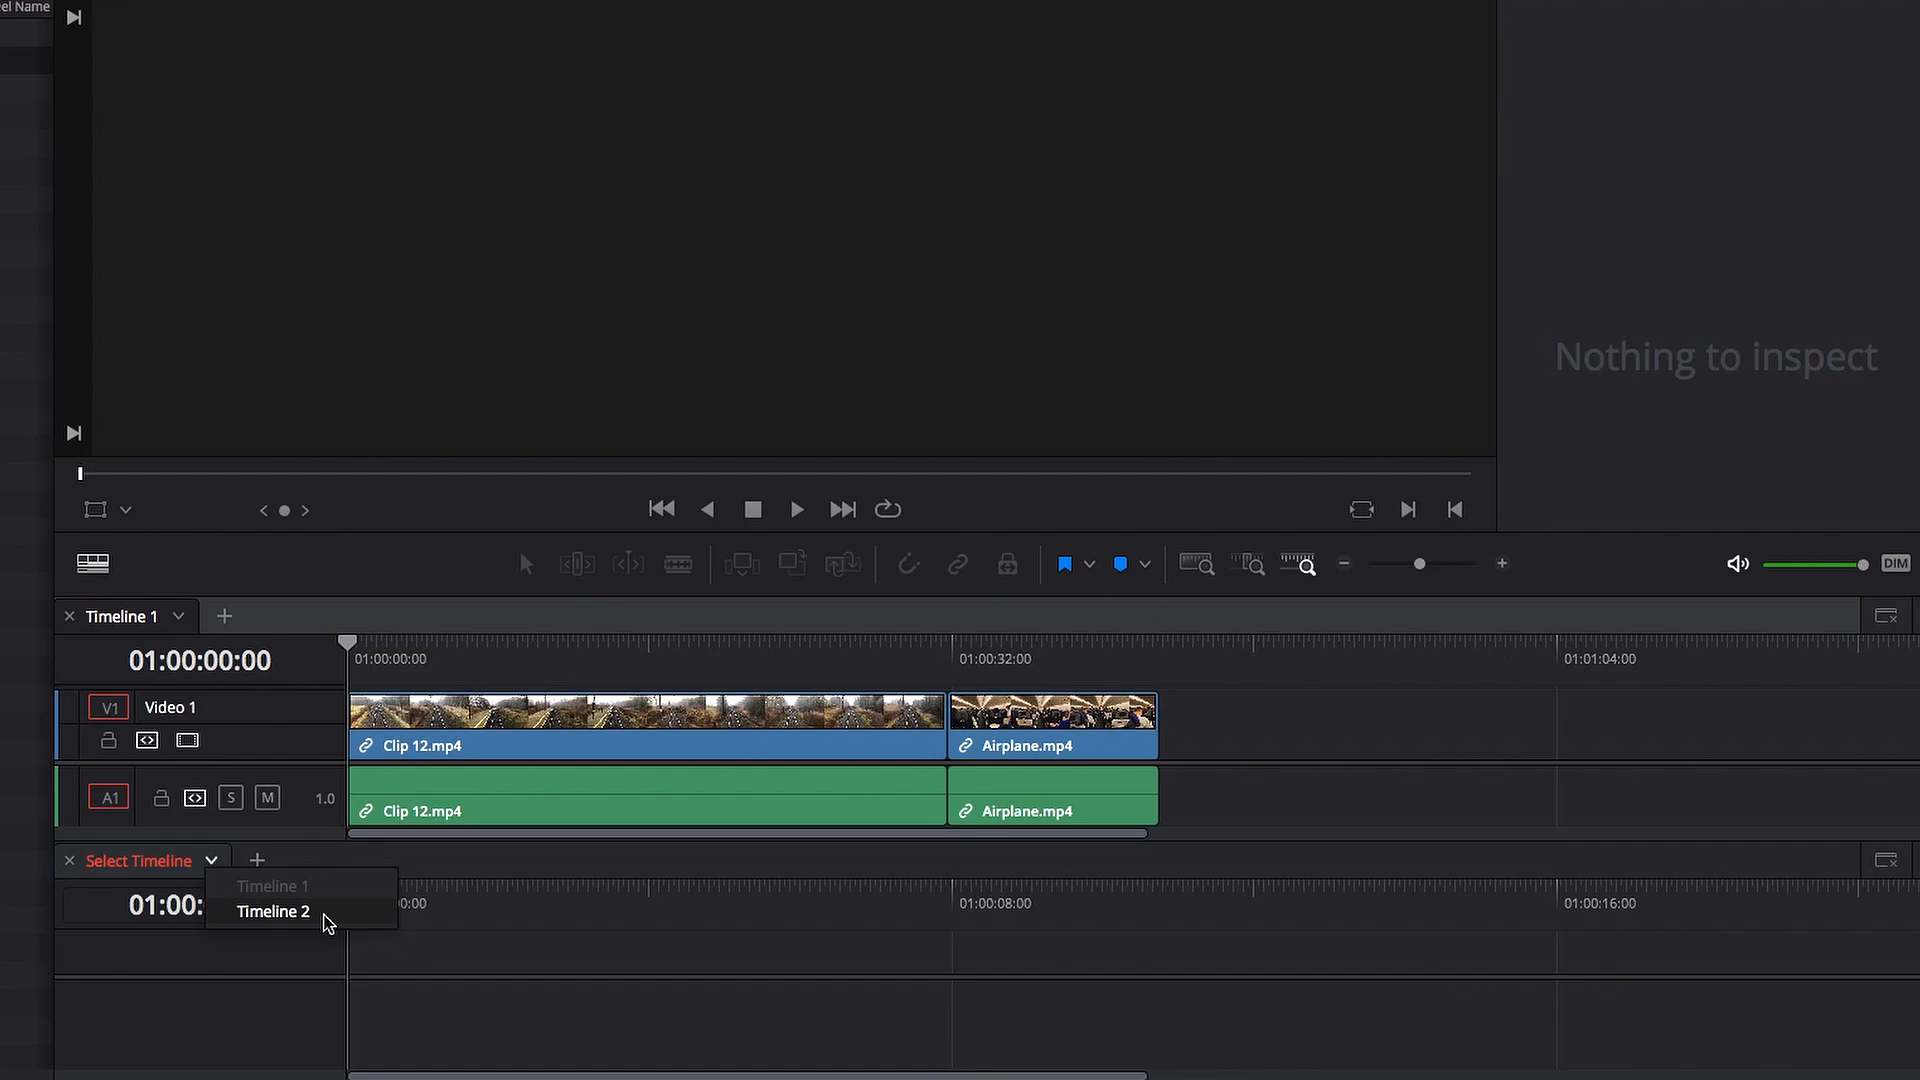 eel Name
Nothing to inspect
DIM
Timeline 1
01:00:00:00
01:00:00:00
01:00:32:00
01:01:04:00
V1
Video 1
Clip 12.mp4
Airplane.mp4
A1
S
M
1.0
Clip 12.mp4
Airplane.mp4
Select Timeline
Timeline 1
01:00:
0:00
01:00:08:00
01:00:16:00
Timeline 2